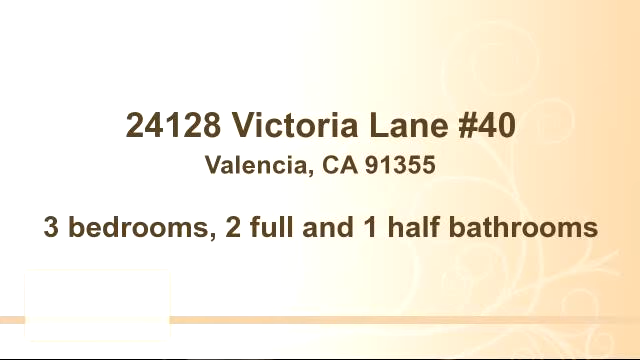 24128 Victoria Lane #40
Valencia, CA 91355
3 bedrooms, 2 full and 1 half bathrooms